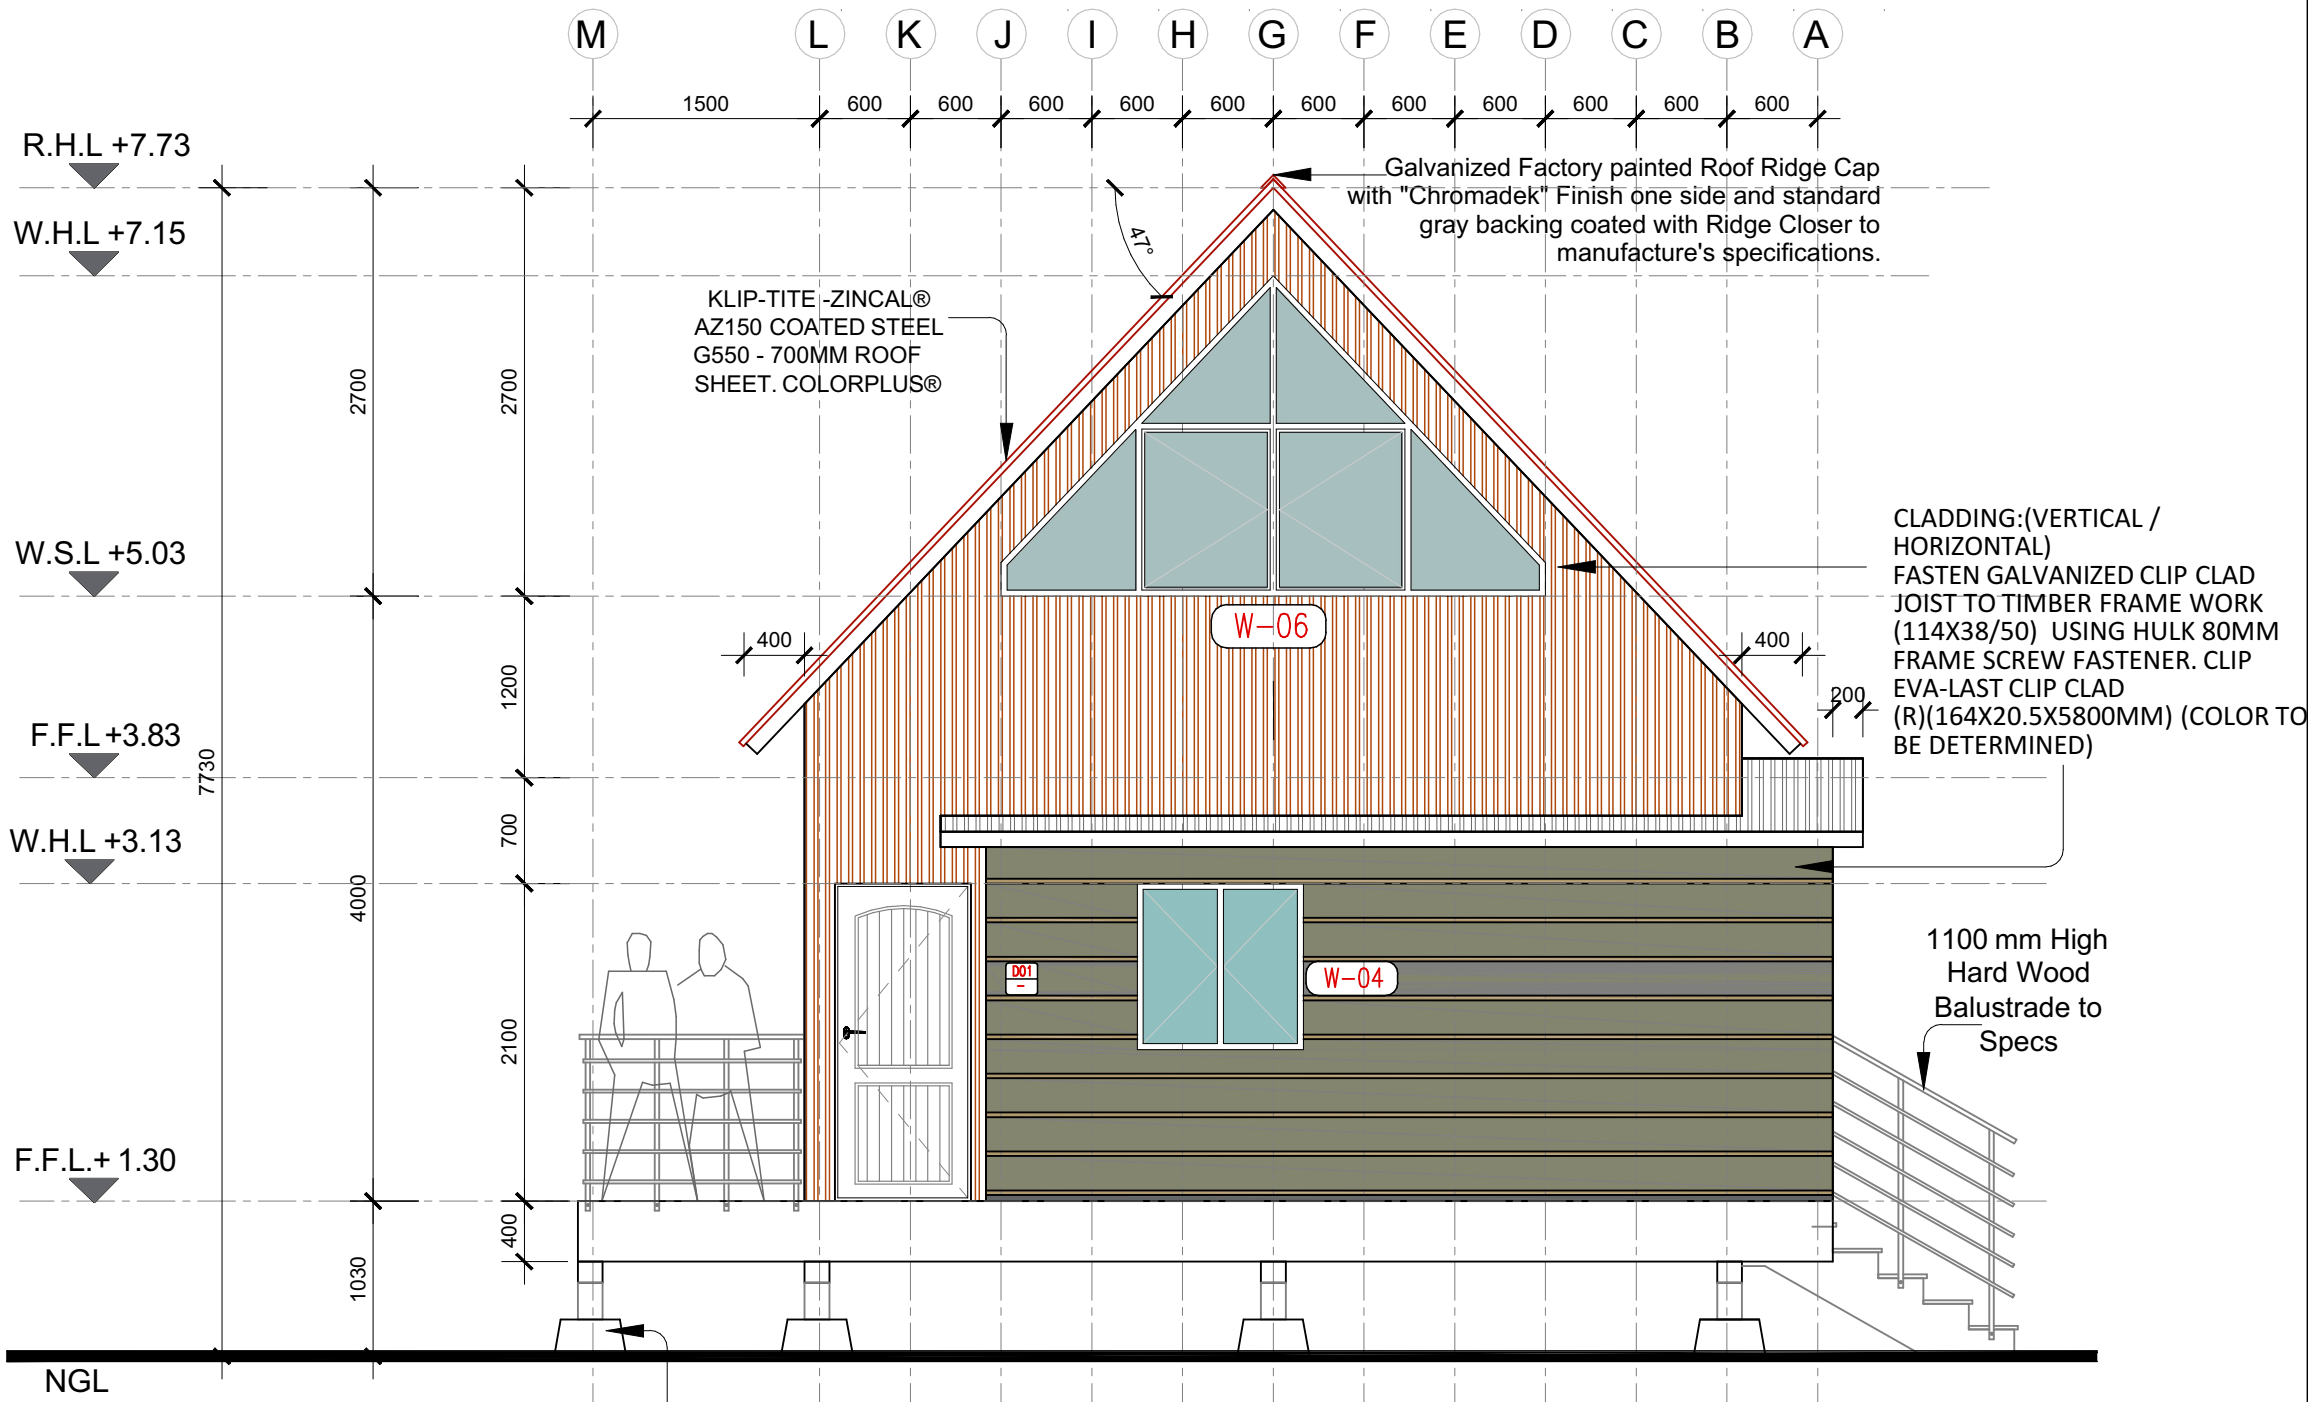 M L K J I H G F E D C B A
1500 600 600 600 600 600 600 600 600 600 600 600
R.H.L +7.73
W.H.L +7.15
W.S.L +5.03
F.F.L +3.83
W.H.L +3.13
F.F.L.+ 1.30
NGL
7730
2700
4000
1030
2700
1200
700
2100
400
47°
Galvanized Factory painted Roof Ridge Cap
with "Chromadek" Finish one side and standard
gray backing coated with Ridge Closer to
manufacture's specifications.
KLIP-TITE -ZINCAL®
AZ150 COATED STEEL
G550 - 700MM ROOF
SHEET. COLORPLUS®
400
W-06
400
200
CLADDING:(VERTICAL /
HORIZONTAL)
FASTEN GALVANIZED CLIP CLAD
JOIST TO TIMBER FRAME WORK
(114X38/50) USING HULK 80MM
FRAME SCREW FASTENER. CLIP
EVA-LAST CLIP CLAD
(R)(164X20.5X5800MM) (COLOR TO
BE DETERMINED)
D01
-
W-04
1100 mm High
Hard Wood
Balustrade to
Specs